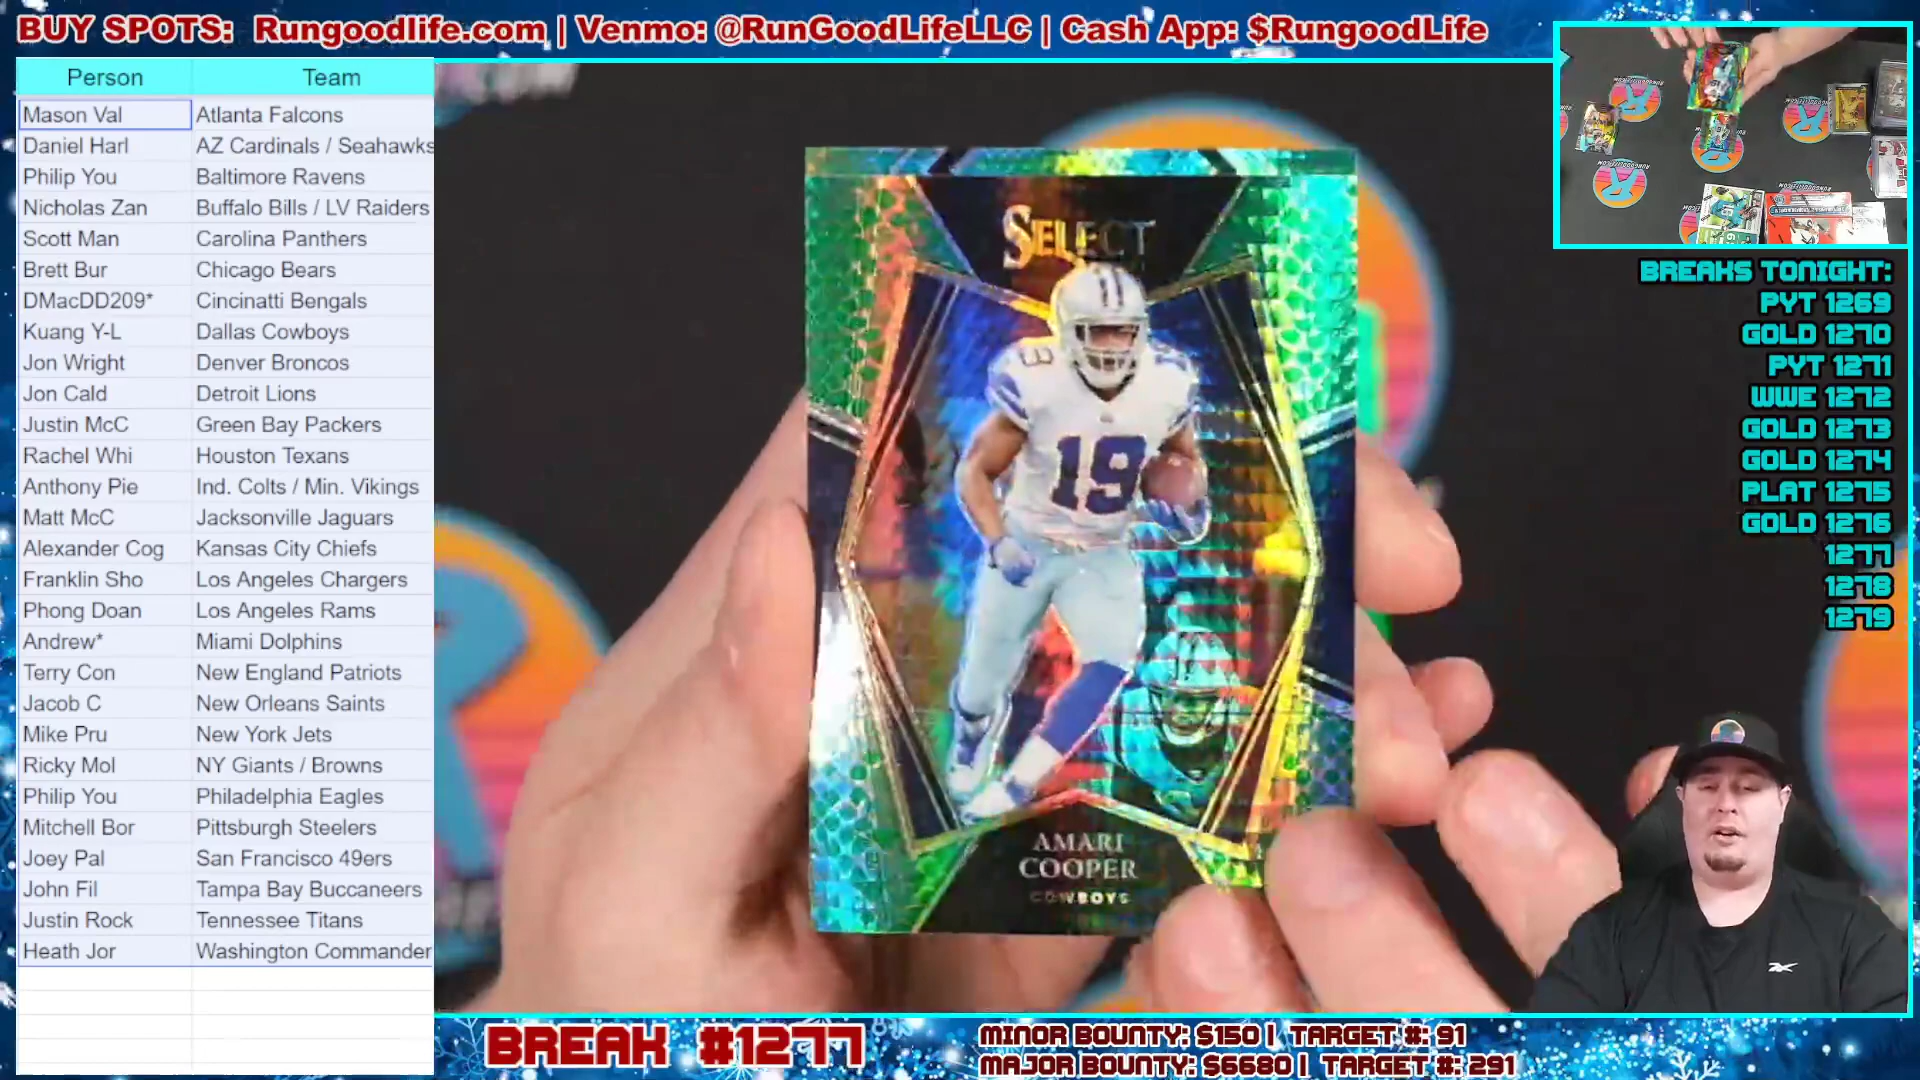 BUY SPOTS: Rungoodlife.com | Venmo: @RunGoodLifeLLC | Cash App: $RungoodLife
Person Team
Mason Val Atlanta Falcons
Daniel Harl AZ Cardinals / Seahawks
Philip You Baltimore Ravens
Nicholas Zan Buffalo Bills / LV Raiders
Scott Man Carolina Panthers
Brett Bur Chicago Bears
DMacDD209* Cincinatti Bengals
Kuang Y-L Dallas Cowboys
Jon Wright Denver Broncos
Jon Cald Detroit Lions
Justin McC Green Bay Packers
Rachel Whi Houston Texans
Anthony Pie Ind. Colts / Min. Vikings
Matt McC Jacksonville Jaguars
Alexander Cog Kansas City Chiefs
Franklin Sho Los Angeles Chargers
Phong Doan Los Angeles Rams
Andrew* Miami Dolphins
Terry Con New England Patriots
Jacob C New Orleans Saints
Mike Pru New York Jets
Ricky Mol NY Giants / Browns
Philip You Philadelphia Eagles
Mitchell Bor Pittsburgh Steelers
Joey Pal San Francisco 49ers
John Fil Tampa Bay Buccaneers
Justin Rock Tennessee Titans
Heath Jor Washington Commander
SELECT
19
19
AMARI
COOPER
COWBOYS
BREAKS TONIGHT:
PYT 1269
GOLD 1270
PYT 1271
WWE 1272
GOLD 1273
GOLD 1274
PLAT 1275
GOLD 1276
1277
1278
1279
BREAK #1277
MINOR BOUNTY: $150 | TARGET #: 91
MAJOR BOUNTY: $6680 | TARGET #: 291